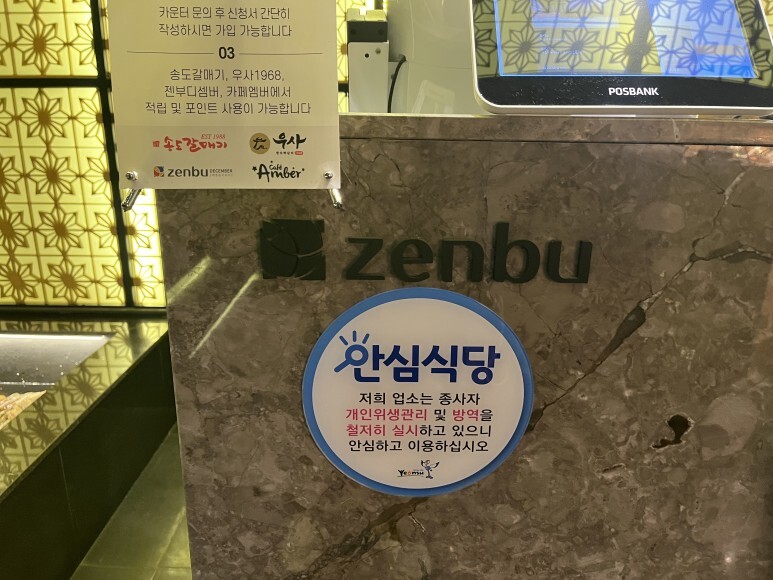 카운터 문의 후 신청서 간단히
작성하시면 가입 가능합니다
03
송도갈매기, 우사1968,
젠부디셈버, 카페엠버에서
적립 및 포인트 사용이 가능합니다
EST 1988
송도갈매기
우사
zenbu DECEMBER
Café Amber
POSBANK
zenbu
안심식당
저희 업소는 종사자
개인위생관리 및 방역을
철저히 실시하고 있으니
안심하고 이용하십시오
Yeonsu